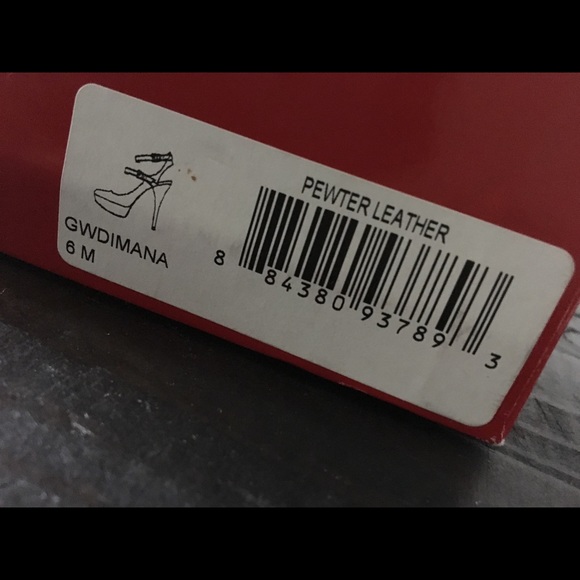 GWDIMANA
6 M
PEWTER LEATHER
8 84380 93789 3